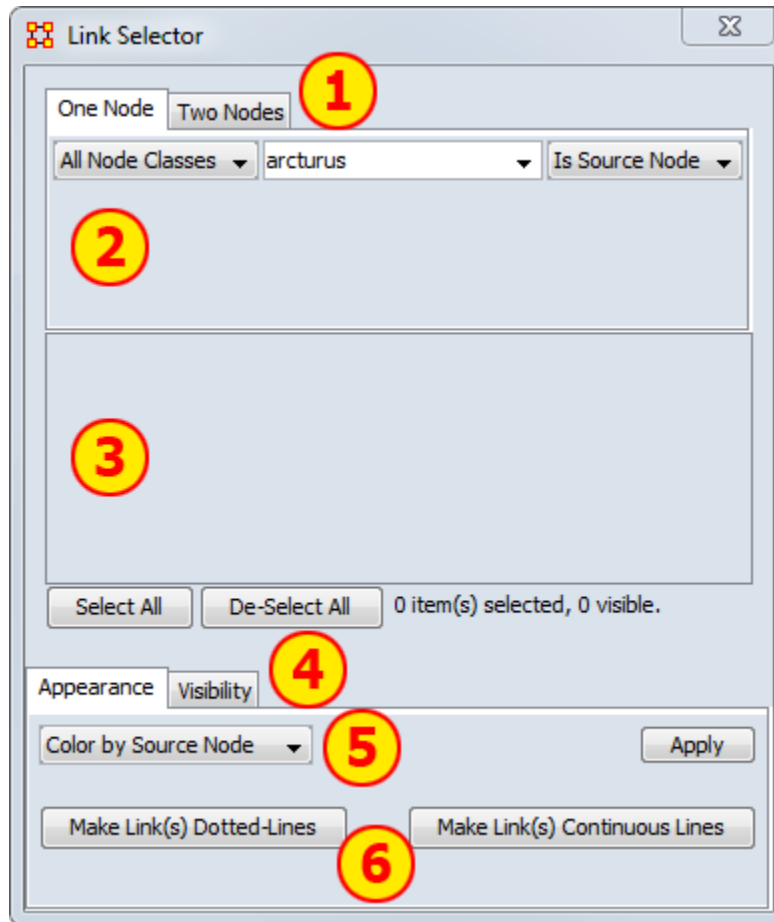 Link Selector
1
One Node Two Nodes
All Node Classes arcturus Is Source Node
2
3
Select All De-Select All 0 item(s) selected, 0 visible.
4
Appearance Visibility
Color by Source Node 5 Apply
Make Link(s) Dotted-Lines Make Link(s) Continuous Lines
6